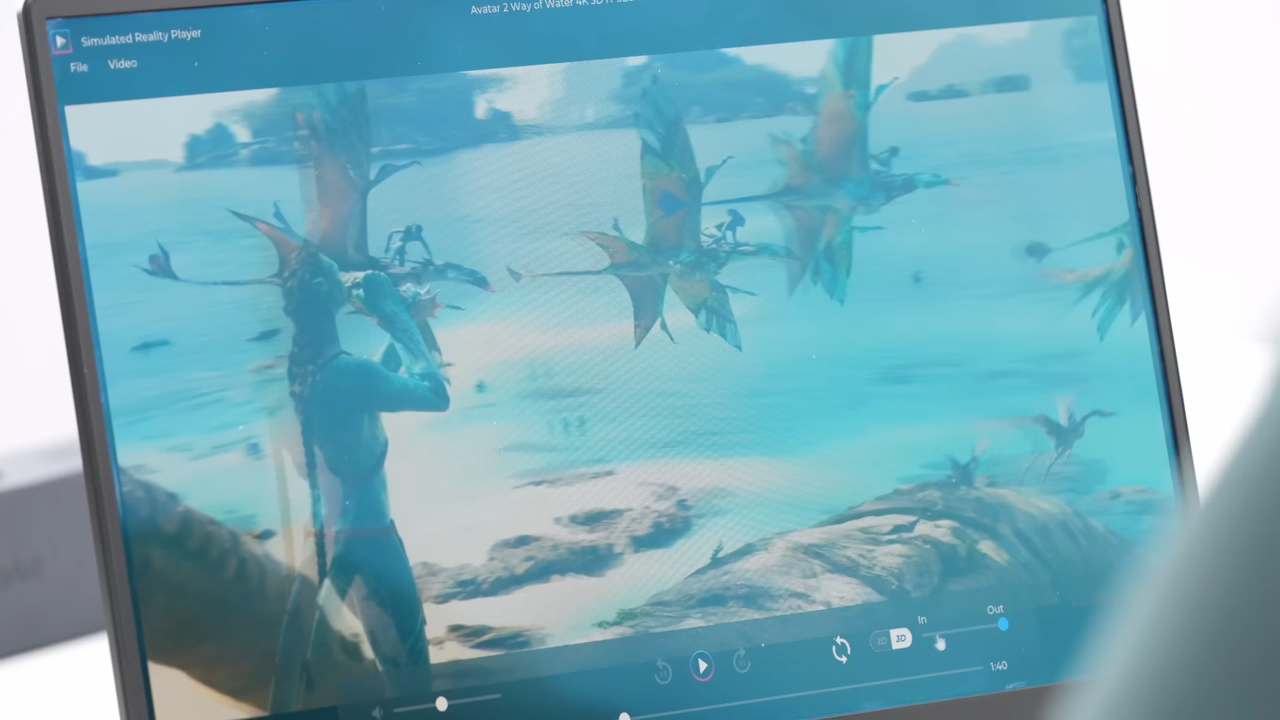 Avatar 2 Way of Water 4K 3D
Simulated Reality Player
File Video
In Out
2D 3D
1:40